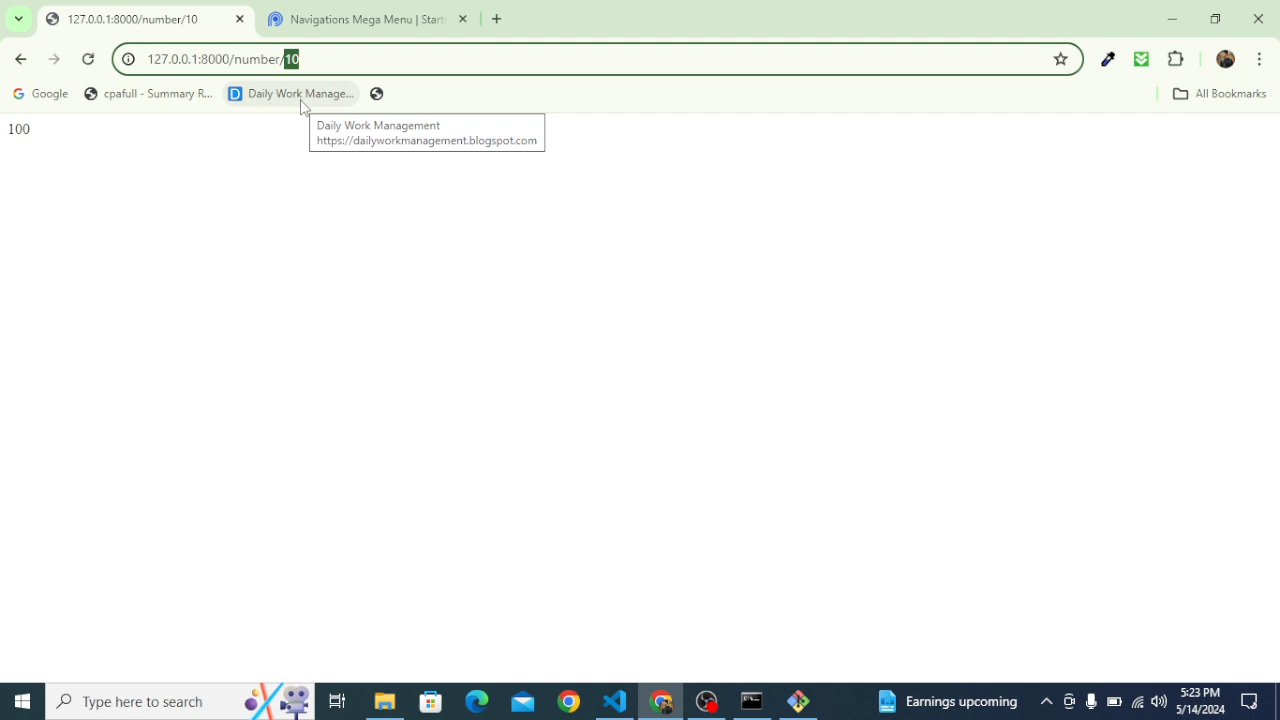 127.0.0.1:8000/number/10
Navigations Mega Menu | Start
127.0.0.1:8000/number/10
Google
cpafull - Summary R...
Daily Work Manage...
All Bookmarks
100
Daily Work Management
https://dailyworkmanagement.blogspot.com
Type here to search
Earnings upcoming
5:23 PM
5/14/2024